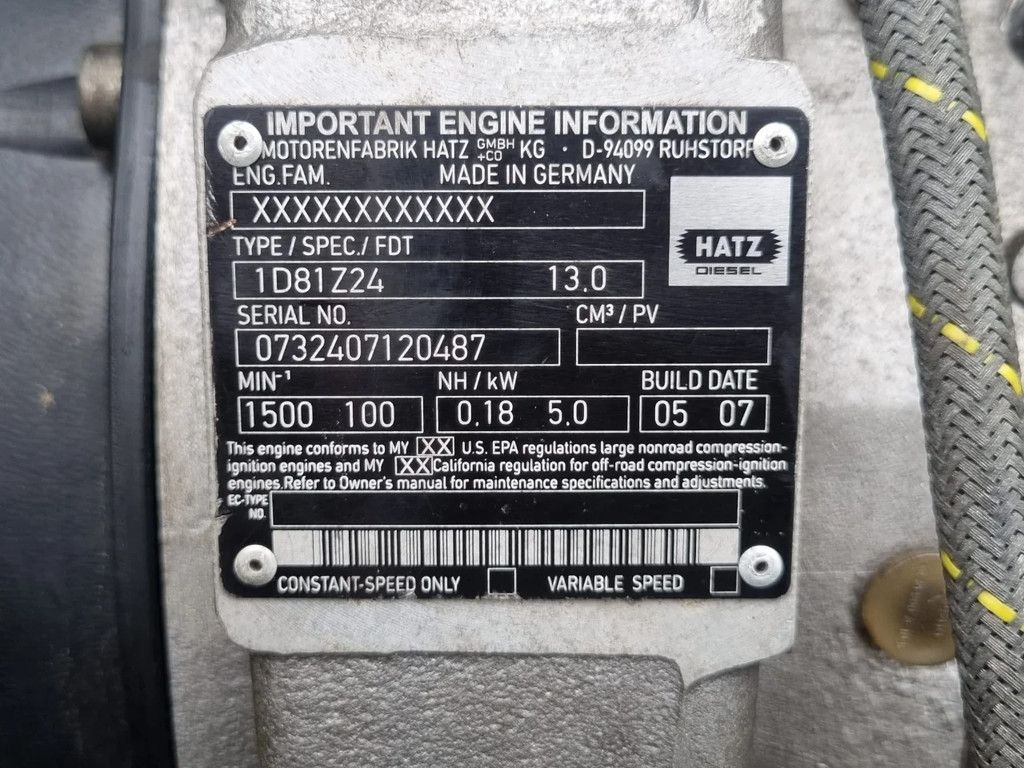 IMPORTANT ENGINE INFORMATION
MOTORENFABRIK HATZ GMBH +CO KG · D-94099 RUHSTORF
ENG.FAM. MADE IN GERMANY
XXXXXXXXXXXX
HATZ
DIESEL
TYPE / SPEC./ FDT
1D81Z24 13.0
SERIAL NO. CM³ / PV
0732407120487
MIN⁻¹ NH / kW BUILD DATE
1500 100 0.18 5.0 05 07
This engine conforms to MY XX U.S. EPA regulations large nonroad compression-
ignition engines and MY XX California regulation for off-road compression-ignition
engines.Refer to Owner's manual for maintenance specifications and adjustments.
EC-TYPE
NO.
CONSTANT-SPEED ONLY VARIABLE SPEED